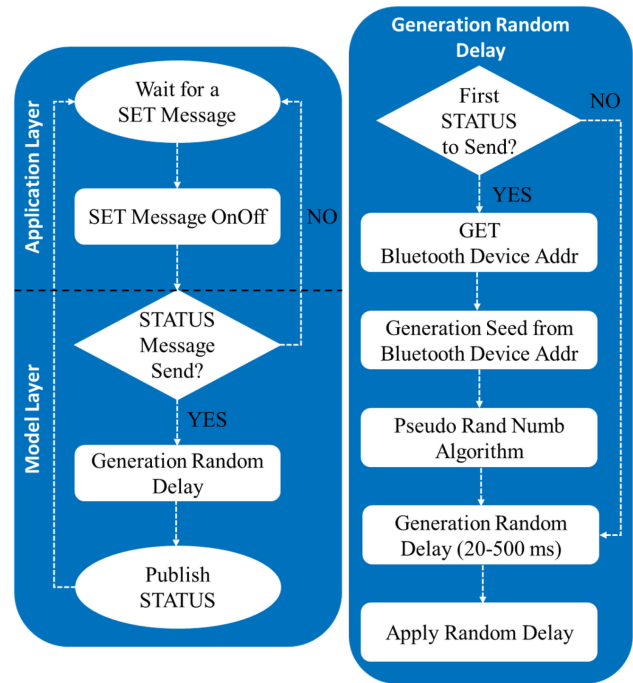 Application Layer
Model Layer
Wait for a
SET Message
SET Message OnOff
NO
STATUS
Message
Send?
YES
Generation Random
Delay
Publish
STATUS
Generation Random
Delay
First
STATUS
to Send?
NO
YES
GET
Bluetooth Device Addr
Generation Seed from
Bluetooth Device Addr
Pseudo Rand Numb
Algorithm
Generation Random
Delay (20-500 ms)
Apply Random Delay